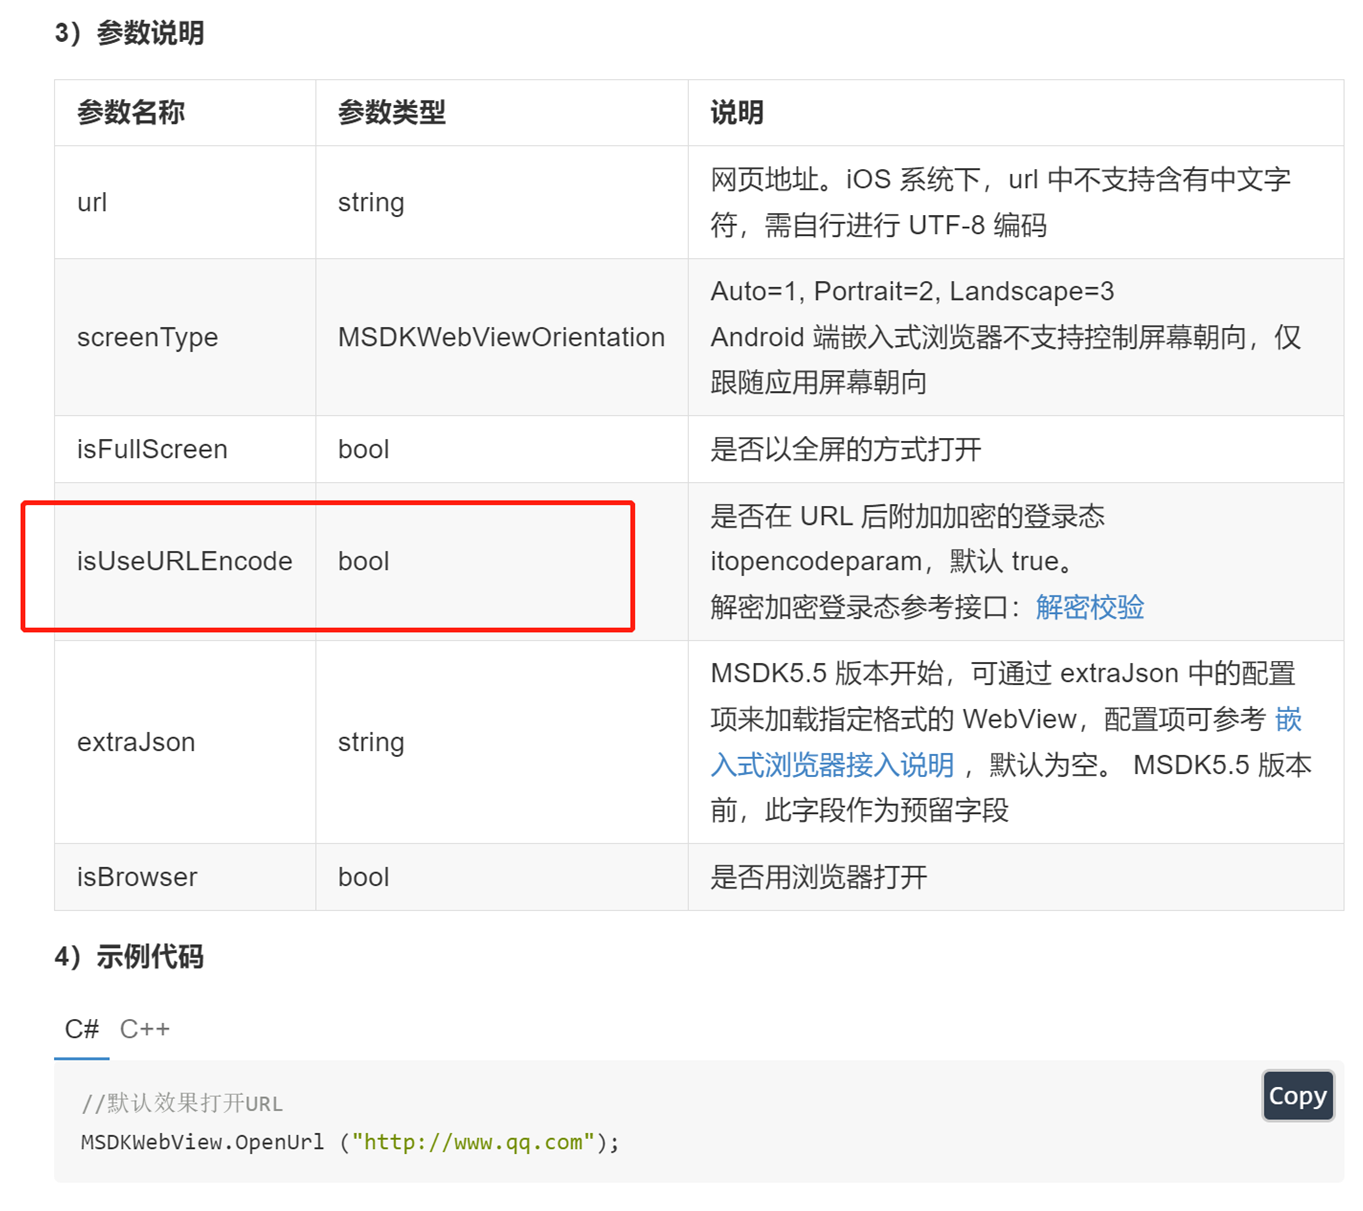 3）参数说明
参数名称 参数类型 说明
url string 网页地址。iOS 系统下，url 中不支持含有中文字
符，需自行进行 UTF-8 编码
screenType MSDKWebViewOrientation Auto=1, Portrait=2, Landscape=3
Android 端嵌入式浏览器不支持控制屏幕朝向，仅
跟随应用屏幕朝向
isFullScreen bool 是否以全屏的方式打开
isUseURLEncode bool 是否在 URL 后附加加密的登录态
itopencodeparam，默认 true。
解密加密登录态参考接口：解密校验
extraJson string MSDK5.5 版本开始，可通过 extraJson 中的配置
项来加载指定格式的 WebView，配置项可参考 嵌
入式浏览器接入说明 ，默认为空。 MSDK5.5 版本
前，此字段作为预留字段
isBrowser bool 是否用浏览器打开
4）示例代码
C# C++
Copy
//默认效果打开URL
MSDKWebView.OpenUrl ("http://www.qq.com");